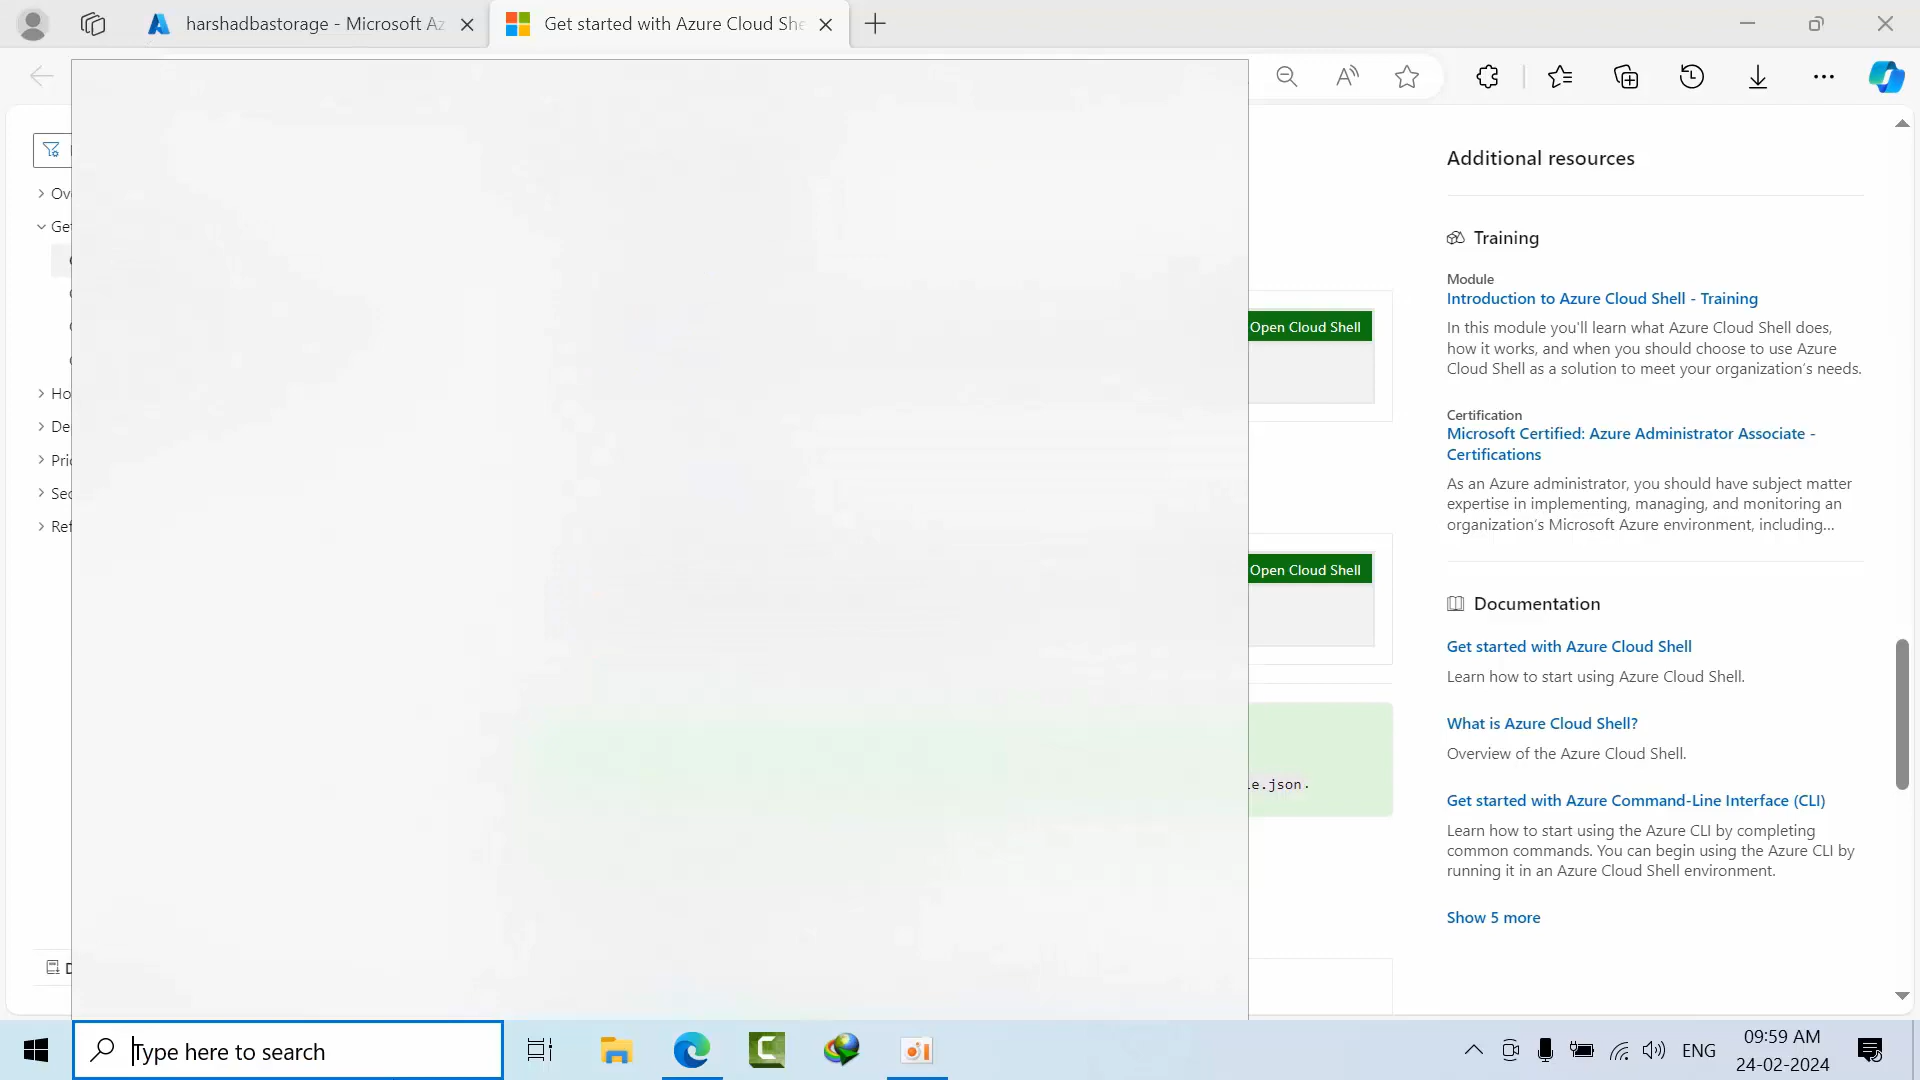 harshadbastorage - Microsoft Az
Get started with Azure Cloud She
Ov
Get
Ho
De
Pric
Sec
Ref
Open Cloud Shell
Open Cloud Shell
le.json.
Additional resources
Training
Module
Introduction to Azure Cloud Shell - Training
In this module you'll learn what Azure Cloud Shell does,
how it works, and when you should choose to use Azure
Cloud Shell as a solution to meet your organization's needs.
Certification
Microsoft Certified: Azure Administrator Associate -
Certifications
As an Azure administrator, you should have subject matter
expertise in implementing, managing, and monitoring an
organization's Microsoft Azure environment, including...
Documentation
Get started with Azure Cloud Shell
Learn how to start using Azure Cloud Shell.
What is Azure Cloud Shell?
Overview of the Azure Cloud Shell.
Get started with Azure Command-Line Interface (CLI)
Learn how to start using the Azure CLI by completing
common commands. You can begin using the Azure CLI by
running it in an Azure Cloud Shell environment.
Show 5 more
Type here to search
ENG
09:59 AM
24-02-2024